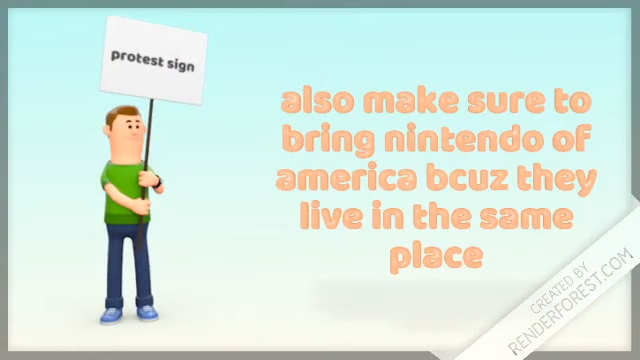 protest sign
also make sure to
bring nintendo of
america bcuz they
live in the same
place
CREATED BY
RENDERFOREST.COM